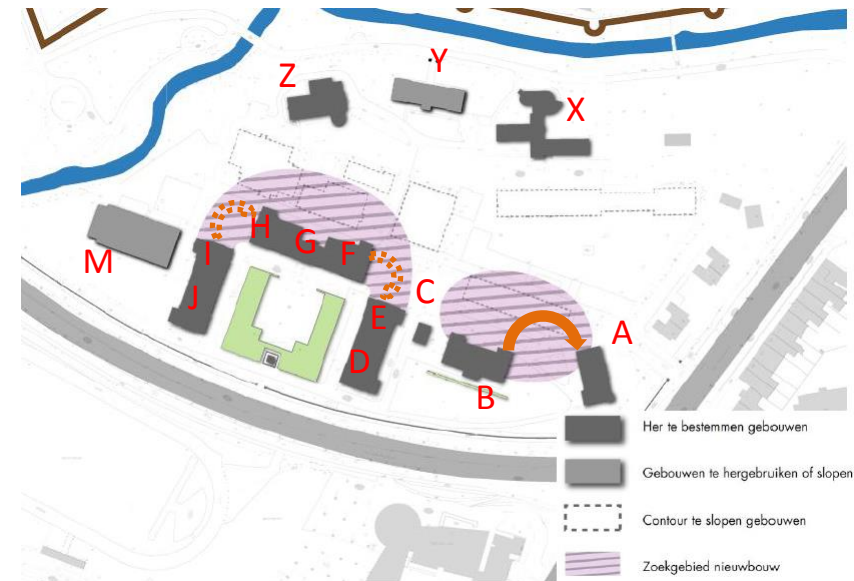 Z
Y
X
H
G
F
I
J
M
C
E
D
A
B
Her te bestemmen gebouwen
Gebouwen te hergebruiken of slopen
Contour te slopen gebouwen
Zoekgebied nieuwbouw